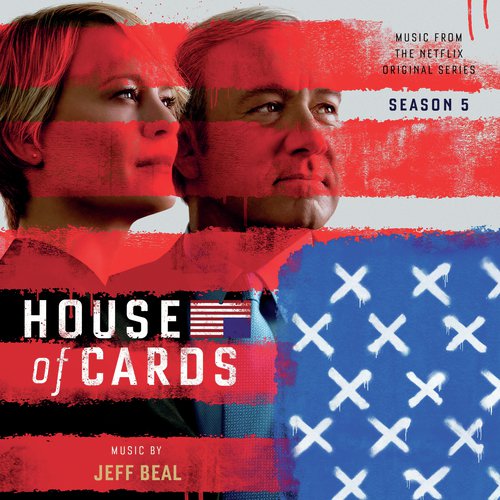 MUSIC FROM
THE NETFLIX
ORIGINAL SERIES
SEASON 5
HOUSE
of CARDS
MUSIC BY
JEFF BEAL